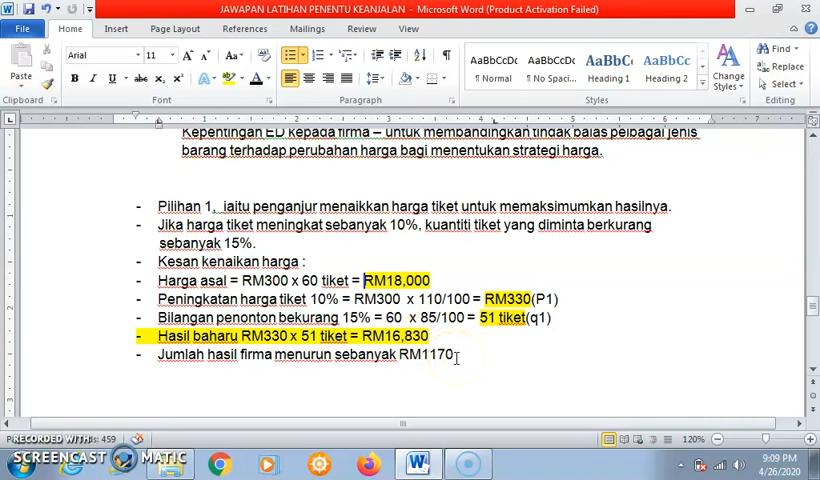 JAWAPAN LATIHAN PENENTU KEANJALAN - Microsoft Word (Product Activation Failed)
File Home Insert Page Layout References Mailings Review View
Paste
Arial 11
B I U abc x₂ x² A
Clipboard Font Paragraph Styles Editing
AaBbCcDc AaBbCcDc AaBbC AaBbCc
¶ Normal ¶ No Spaci... Heading 1 Heading 2
Change Styles
Find
Replace
Select
Kepentingan ED kepada firma – untuk membandingkan tindak balas pelbagai jenis
barang terhadap perubahan harga bagi menentukan strategi harga.
- Pilihan 1, iaitu penganjur menaikkan harga tiket untuk memaksimumkan hasilnya.
- Jika harga tiket meningkat sebanyak 10%, kuantiti tiket yang diminta berkurang
sebanyak 15%.
- Kesan kenaikan harga :
- Harga asal = RM300 x 60 tiket = RM18,000
- Peningkatan harga tiket 10% = RM300 x 110/100 = RM330(P1)
- Bilangan penonton bekurang 15% = 60 x 85/100 = 51 tiket(q1)
- Hasil baharu RM330 x 51 tiket = RM16,830
- Jumlah hasil firma menurun sebanyak RM1170
RECORDED WITH
ds: 459
120%
SCREENCAST MATIC
9:09 PM
4/26/2020